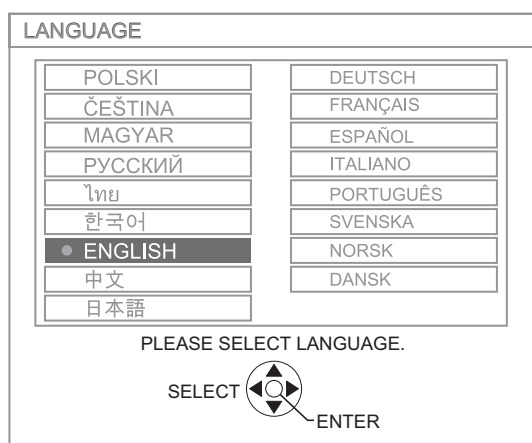 LANGUAGE
POLSKI
ČEŠTINA
MAGYAR
РУССКИЙ
ไทย
한국어
ENGLISH
中文
日本語
DEUTSCH
FRANÇAIS
ESPAÑOL
ITALIANO
PORTUGUÊS
SVENSKA
NORSK
DANSK
PLEASE SELECT LANGUAGE.
SELECT
ENTER